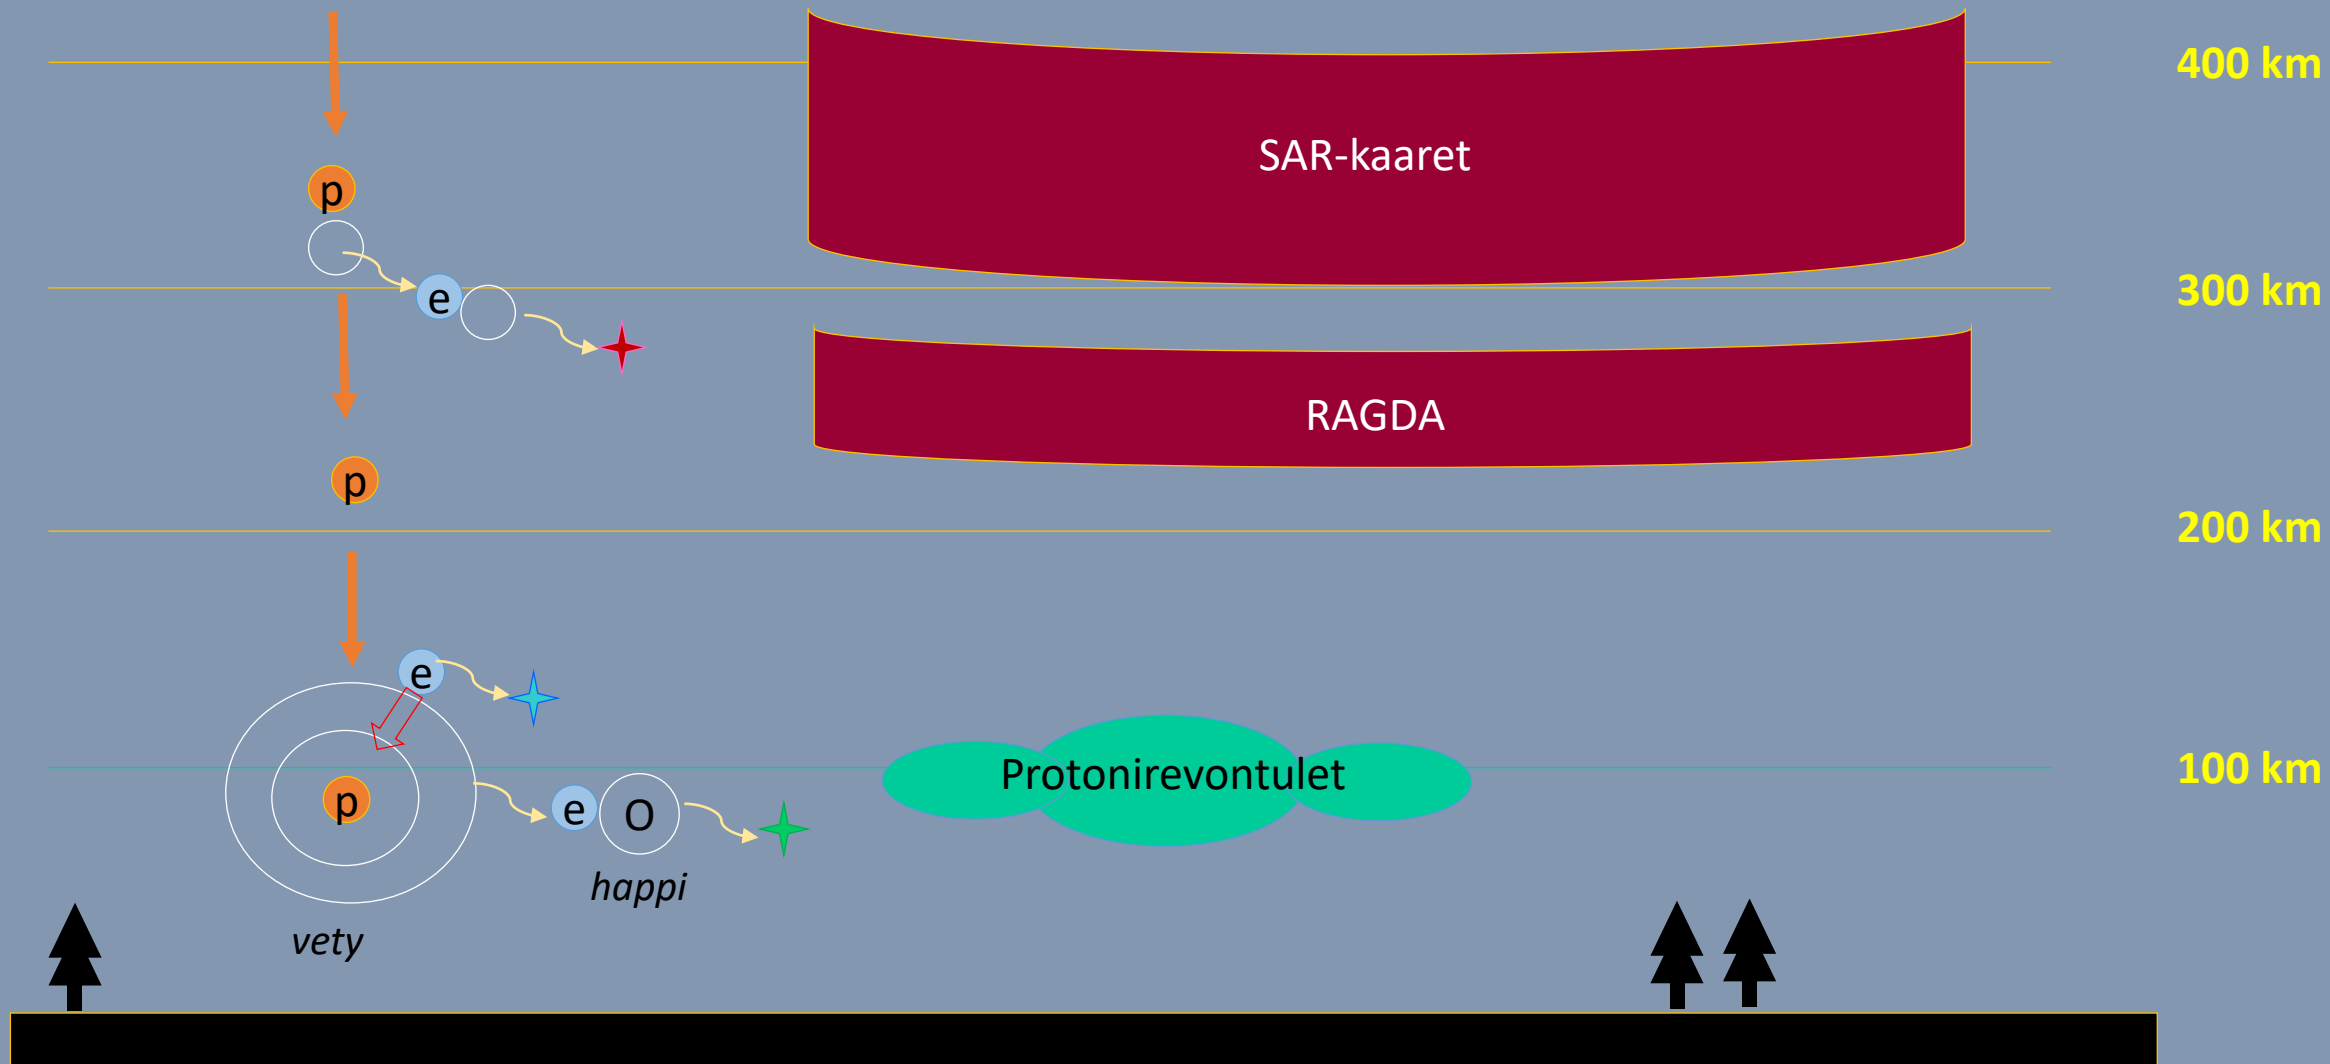 400 km
SAR-kaaret
p
300 km
e
RAGDA
p
200 km
e
Protonirevontulet
100 km
p
e
O
happi
vety